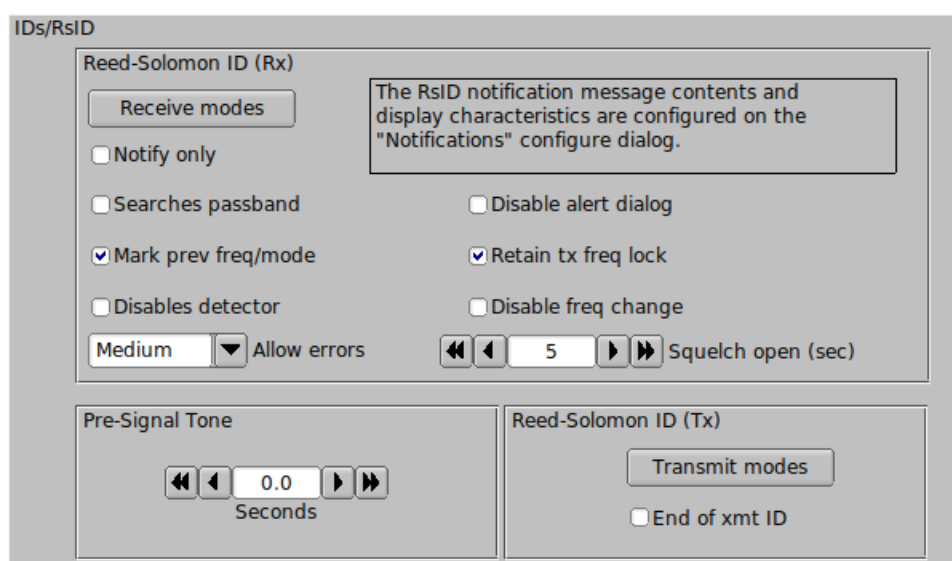 IDs/RsID
Reed-Solomon ID (Rx)
Receive modes
The RsID notification message contents and
display characteristics are configured on the
"Notifications" configure dialog.
Notify only
Searches passband
Disable alert dialog
Mark prev freq/mode
Retain tx freq lock
Disables detector
Disable freq change
Medium
Allow errors
5
Squelch open (sec)
Pre-Signal Tone
0.0
Seconds
Reed-Solomon ID (Tx)
Transmit modes
End of xmt ID